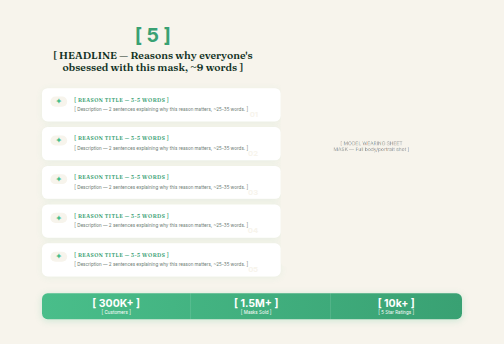 [ 5 ]
[ HEADLINE — Reasons why everyone's
obsessed with this mask, ~9 words ]
[ REASON TITLE — 3-5 WORDS ]
[ Description — 2 sentences explaining why this reason matters, ~25-35 words. ]
[ REASON TITLE — 3-5 WORDS ]
[ Description — 2 sentences explaining why this reason matters, ~25-35 words. ]
[ REASON TITLE — 3-5 WORDS ]
[ Description — 2 sentences explaining why this reason matters, ~25-35 words. ]
[ REASON TITLE — 3-5 WORDS ]
[ Description — 2 sentences explaining why this reason matters, ~25-35 words. ]
[ REASON TITLE — 3-5 WORDS ]
[ Description — 2 sentences explaining why this reason matters, ~25-35 words. ]
[ MODEL WEARING SHEET
MASK — Full body/portrait shot ]
[ 300K+ ]
[ Customers ]
[ 1.5M+ ]
[ Masks Sold ]
[ 10k+ ]
[ 5 Star Ratings ]